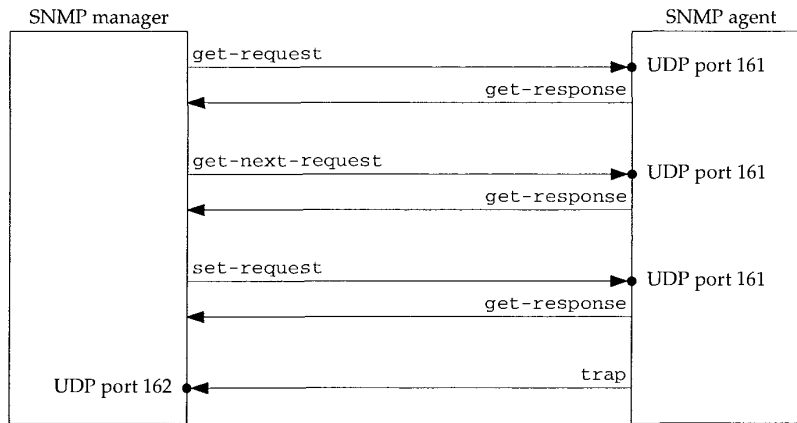 SNMP manager
SNMP agent
get-request
UDP port 161
get-response
get-next-request
UDP port 161
get-response
set-request
UDP port 161
get-response
trap
UDP port 162